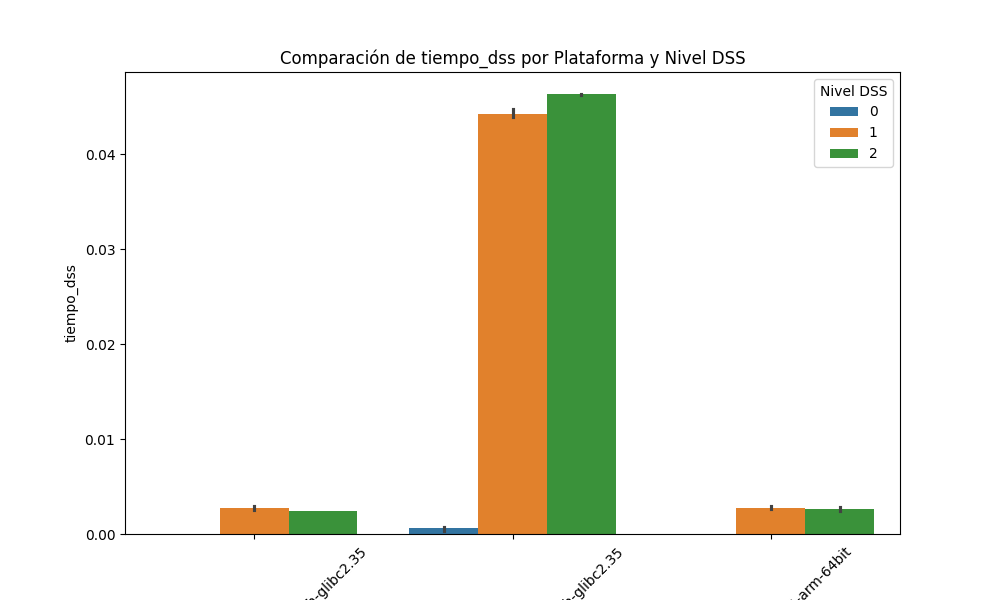 Comparación de tiempo_dss por Plataforma y Nivel DSS
Nivel DSS
0
1
2
0.04
0.03
0.02
0.01
0.00
tiempo_dss
-glibc2.35
-glibc2.35
-arm-64bit